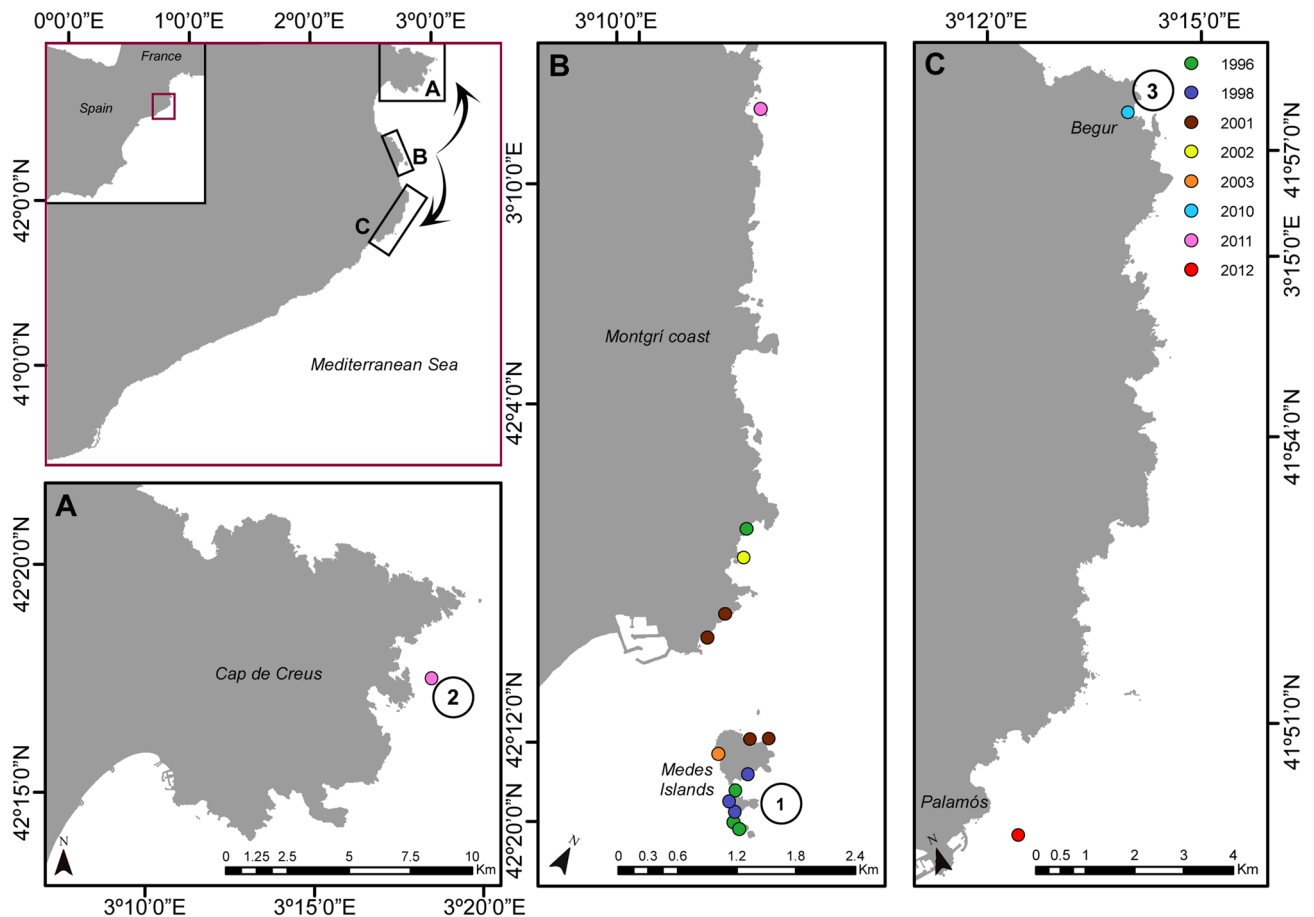 0º0'0"E
1º0'0"E
2º0'0"E
3º0'0"E
France
Spain
A
B
C
42º0'0"N
41º0'0"N
Mediterranean Sea
A
42º20'0"N
42º15'0"N
Cap de Creus
2
N
0 1.25 2.5 5 7.5 10
Km
3º10'0"E
3º15'0"E
3º20'0"E
3º10'0"E
B
3º10'0"E
42º4'0"N
42º12'0"N
42º20'0"N
Montgrí coast
Medes
Islands
1
N
0 0.3 0.6 1.2 1.8 2.4
Km
3º12'0"E
3º15'0"E
C
1996
1998
2001
2002
2003
2010
2011
2012
3
Begur
41º57'0"N
3º15'0"E
41º54'0"N
41º51'0"N
Palamós
N
0 0.5 1 2 3 4
Km